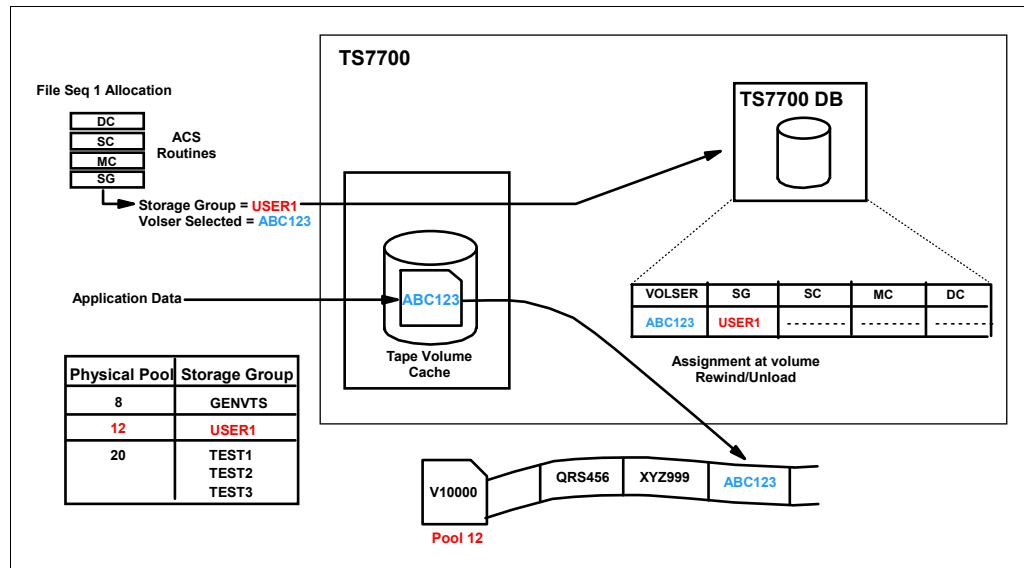 TS7700
File Seq 1 Allocation
DC
SC
MC
SG
ACS
Routines
Storage Group = USER1
Volser Selected = ABC123
TS7700 DB
Application Data
ABC123
Tape Volume
Cache
VOLSER SG SC MC DC
ABC123 USER1 -------- ------- --------
Assignment at volume
Rewind/Unload
Physical Pool Storage Group
8 GENVTS
12 USER1
20 TEST1
TEST2
TEST3
V10000 QRS456 XYZ999 ABC123
Pool 12